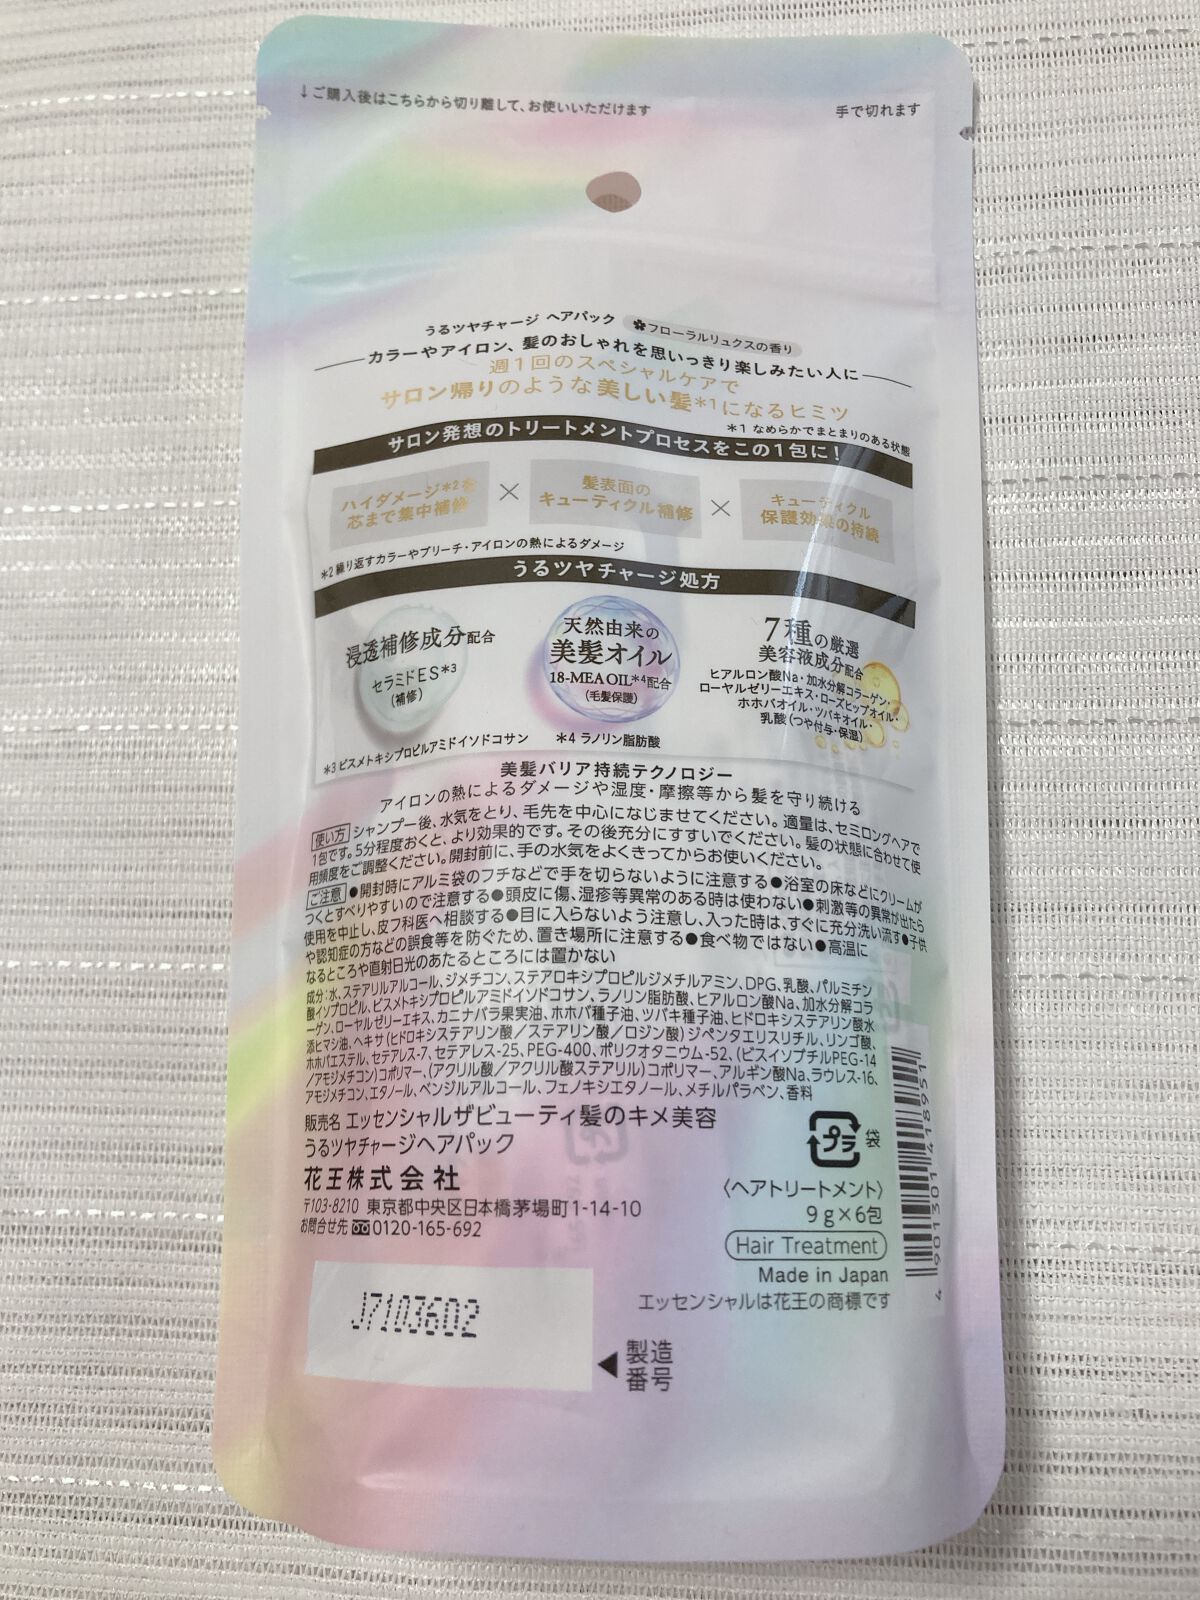 ↓ご購入後はこちらから切り離して、お使いいただけます
手で切れます
うるツヤチャージ ヘアパック
フローラルリュクスの香り
カラーやアイロン、髪のおしゃれを思いっきり楽しみたい人に
週1回のスペシャルケアで
サロン帰りのような美しい髪*1になるヒミツ
*1 なめらかでまとまりのある状態
サロン発想のトリートメントプロセスをこの1包に!
ハイダメージ*2を
芯まで集中補修
×
髪表面の
キューティクル補修
×
キューティクル
保護効果の持続
*2 繰り返すカラーやブリーチ・アイロンの熱によるダメージ
うるツヤチャージ処方
浸透補修成分配合
セラミドES*3
(補修)
天然由来の
美髪オイル
18-MEA OIL*4配合
(毛髪保護)
7種の厳選
美容液成分配合
ヒアルロン酸Na・加水分解コラーゲン・
ローヤルゼリーエキス・ローズヒップオイル・
ホホバオイル・ツバキオイル・
乳酸(つや付与・保湿)
*3 ビスメトキシプロピルアミドイソドコサン
*4 ラノリン脂肪酸
美髪バリア持続テクノロジー
アイロンの熱によるダメージや湿度・摩擦等から髪を守り続ける
使い方 シャンプー後、水気をとり、毛先を中心になじませてください。適量は、セミロングヘアで
1包です。5分程度おくと、より効果的です。その後充分にすすいでください。髪の状態に合わせて使
用頻度をご調整ください。開封前に、手の水気をよくきってからお使いください。
ご注意 ●開封時にアルミ袋のフチなどで手を切らないように注意する●浴室の床などにクリームが
つくとすべりやすいので注意する●頭皮に傷、湿疹等異常のある時は使わない●刺激等の異常が出たら
使用を中止し、皮フ科医へ相談する●目に入らないよう注意し、入った時は、すぐに充分洗い流す●子供
や認知症の方などの誤食等を防ぐため、置き場所に注意する●食べ物ではない●高温に
なるところや直射日光のあたるところには置かない
成分:水、ステアリルアルコール、ジメチコン、ステアロキシプロピルジメチルアミン、DPG、乳酸、パルミチン
酸イソプロピル、ビスメトキシプロピルアミドイソドコサン、ラノリン脂肪酸、ヒアルロン酸Na、加水分解コラ
ーゲン、ローヤルゼリーエキス、カニナバラ果実油、ホホバ種子油、ツバキ種子油、ヒドロキシステアリン酸水
添ヒマシ油、ヘキサ(ヒドロキシステアリン酸/ステアリン酸/ロジン酸)ジペンタエリスリチル、リンゴ酸、
ホホバエステル、セテアレス-7、セテアレス-25、PEG-400、ポリクオタニウム-52、(ビスイソブチルPEG-14
/アモジメチコン)コポリマー、(アクリル酸/アクリル酸ステアリル)コポリマー、アルギン酸Na、ラウレス-16、
アモジメチコン、エタノール、ベンジルアルコール、フェノキシエタノール、メチルパラベン、香料
販売名 エッセンシャルザビューティ髪のキメ美容
うるツヤチャージヘアパック
花王株式会社
〒103-8210 東京都中央区日本橋茅場町1-14-10
お問合せ先 0120-165-692
プラ 袋
〈ヘアトリートメント〉
9g×6包
Hair Treatment
Made in Japan
エッセンシャルは花王の商標です
4 901301 418951
J7103602
◀製造
番号